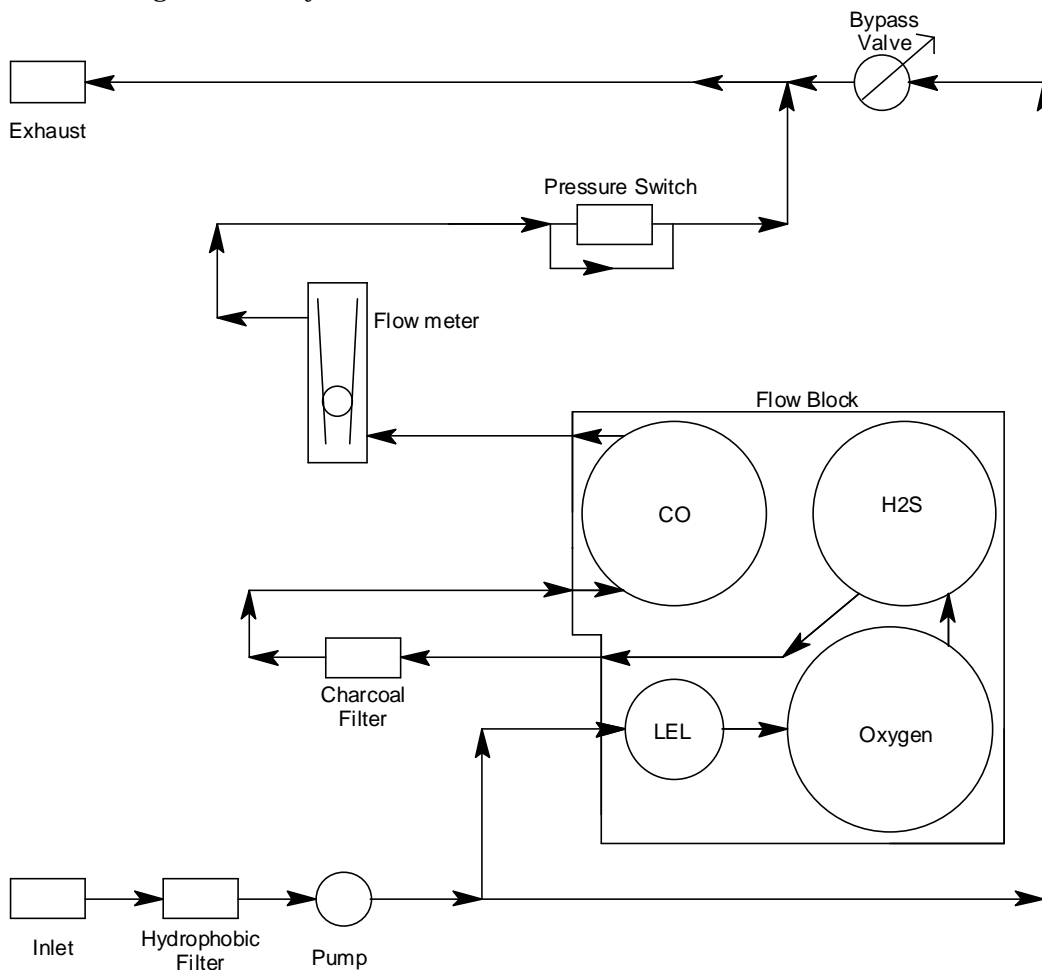 Bypass
Valve
Exhaust
Pressure Switch
Flow meter
Flow Block
CO
H2S
Charcoal
Filter
LEL
Oxygen
Inlet
Hydrophobic
Filter
Pump